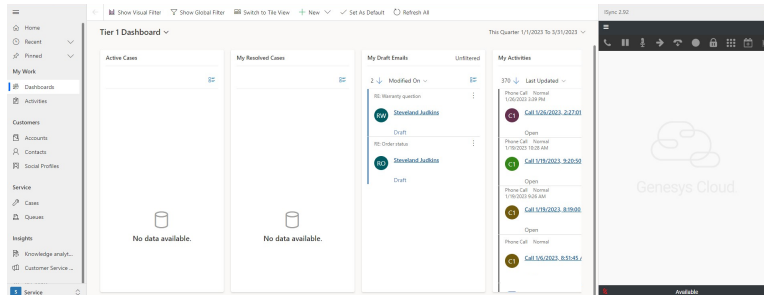 Show Visual Filter
Show Global Filter
Switch to Tile View
New
Set As Default
Refresh All
iSync 2.92
Home
Recent
Pinned
My Work
Dashboards
Activities
Customers
Accounts
Contacts
Social Profiles
Service
Cases
Queues
Insights
Knowledge analyt...
Customer Service ...
S Service
Tier 1 Dashboard
This Quarter 1/1/2023 To 3/31/2023
Active Cases
No data available.
My Resolved Cases
No data available.
My Draft Emails Unfiltered
2 Modified On
RE: Warranty question
RW Steveland Judkins
Draft
RE: Order status
RO Steveland Judkins
Draft
My Activities
370 Last Updated
Phone Call Normal
1/26/2023 3:39 PM
C1 Call 1/26/2023, 2:27:01
Open
Phone Call Normal
1/19/2023 10:28 AM
C1 Call 1/19/2023, 9:20:50
Open
Phone Call Normal
1/19/2023 9:26 AM
C1 Call 1/19/2023, 8:19:00
Open
Phone Call Normal
C1 Call 1/6/2023, 8:51:45
Genesys Cloud
Available